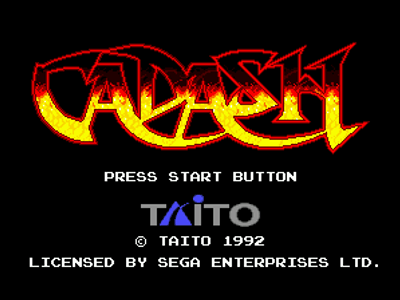 CADASH
PRESS START BUTTON
TAITO
© TAITO 1992
LICENSED BY SEGA ENTERPRISES LTD.